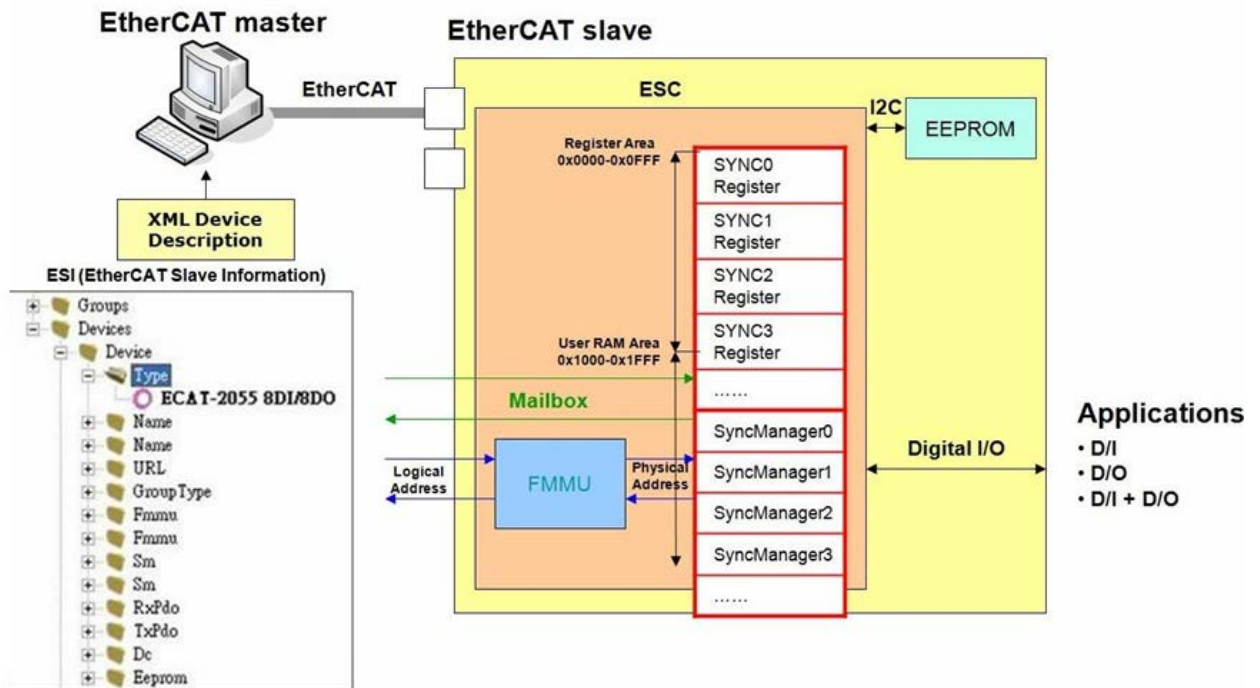 EtherCAT master
EtherCAT slave
EtherCAT
ESC
I2C
EEPROM
Register Area
0x0000-0x0FFF
SYNC0
Register
SYNC1
Register
SYNC2
Register
SYNC3
Register
......
User RAM Area
0x1000-0x1FFF
XML Device
Description
ESI (EtherCAT Slave Information)
Groups
Devices
Device
Type
ECAT-2055 8DI/8DO
Name
Name
URL
GroupType
Fmmu
Fmmu
Sm
Sm
RxPdo
TxPdo
Dc
Eeprom
Mailbox
Logical
Address
FMMU
Physical
Address
SyncManager0
SyncManager1
SyncManager2
SyncManager3
......
Digital I/O
Applications
• D/I
• D/O
• D/I + D/O